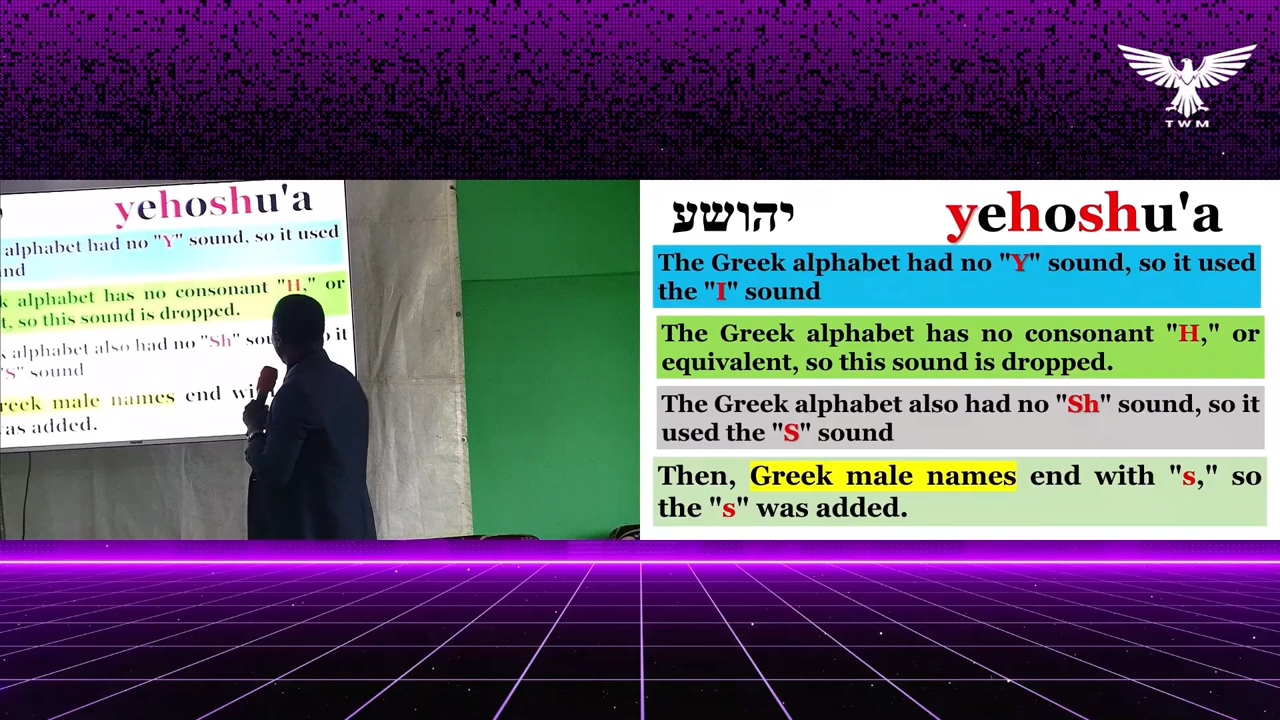 TWM
yehoshu'a
alphabet had no "Y" sound, so it used
alphabet has no consonant "H," or
so this sound is dropped.
alphabet also had no "Sh"
"S" sound
male names end
added.
יהושע yehoshu'a
The Greek alphabet had no "Y" sound, so it used
the "I" sound
The Greek alphabet has no consonant "H," or
equivalent, so this sound is dropped.
The Greek alphabet also had no "Sh" sound, so it
used the "S" sound
Then, Greek male names end with "s," so
the "s" was added.